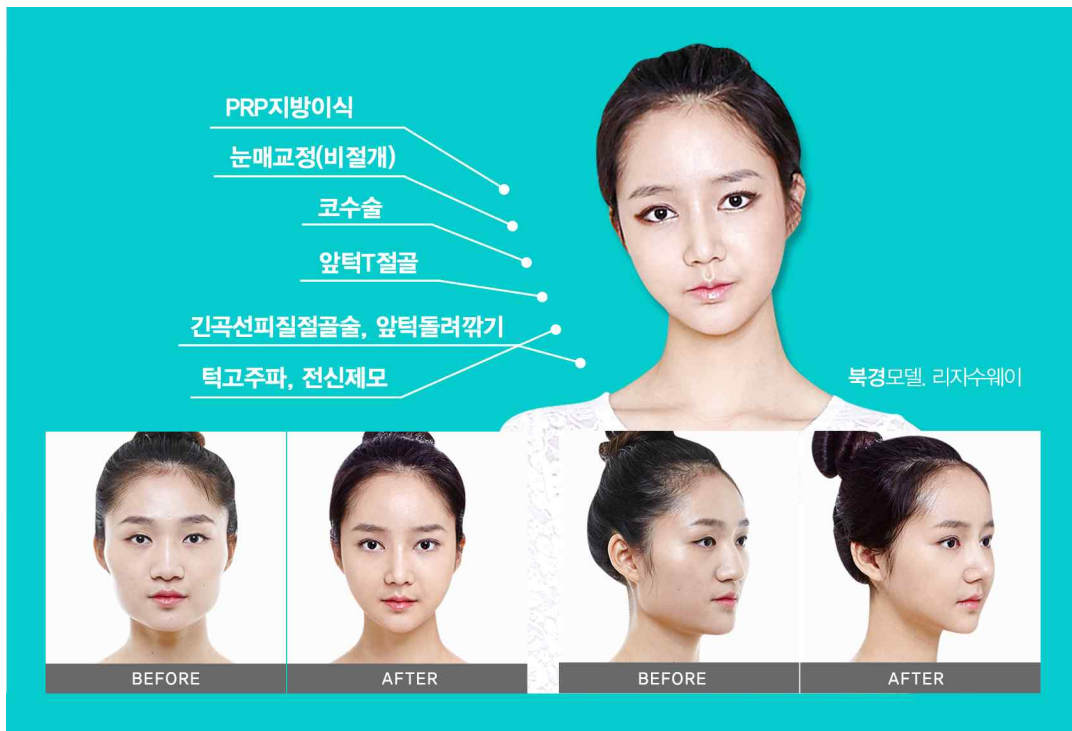 PRP지방이식
눈매교정(비절개)
코수술
앞턱T절골
긴곡선피질절골술, 앞턱돌려깎기
턱고주파, 전신제모
북경모델. 리자수웨이
BEFORE
AFTER
BEFORE
AFTER